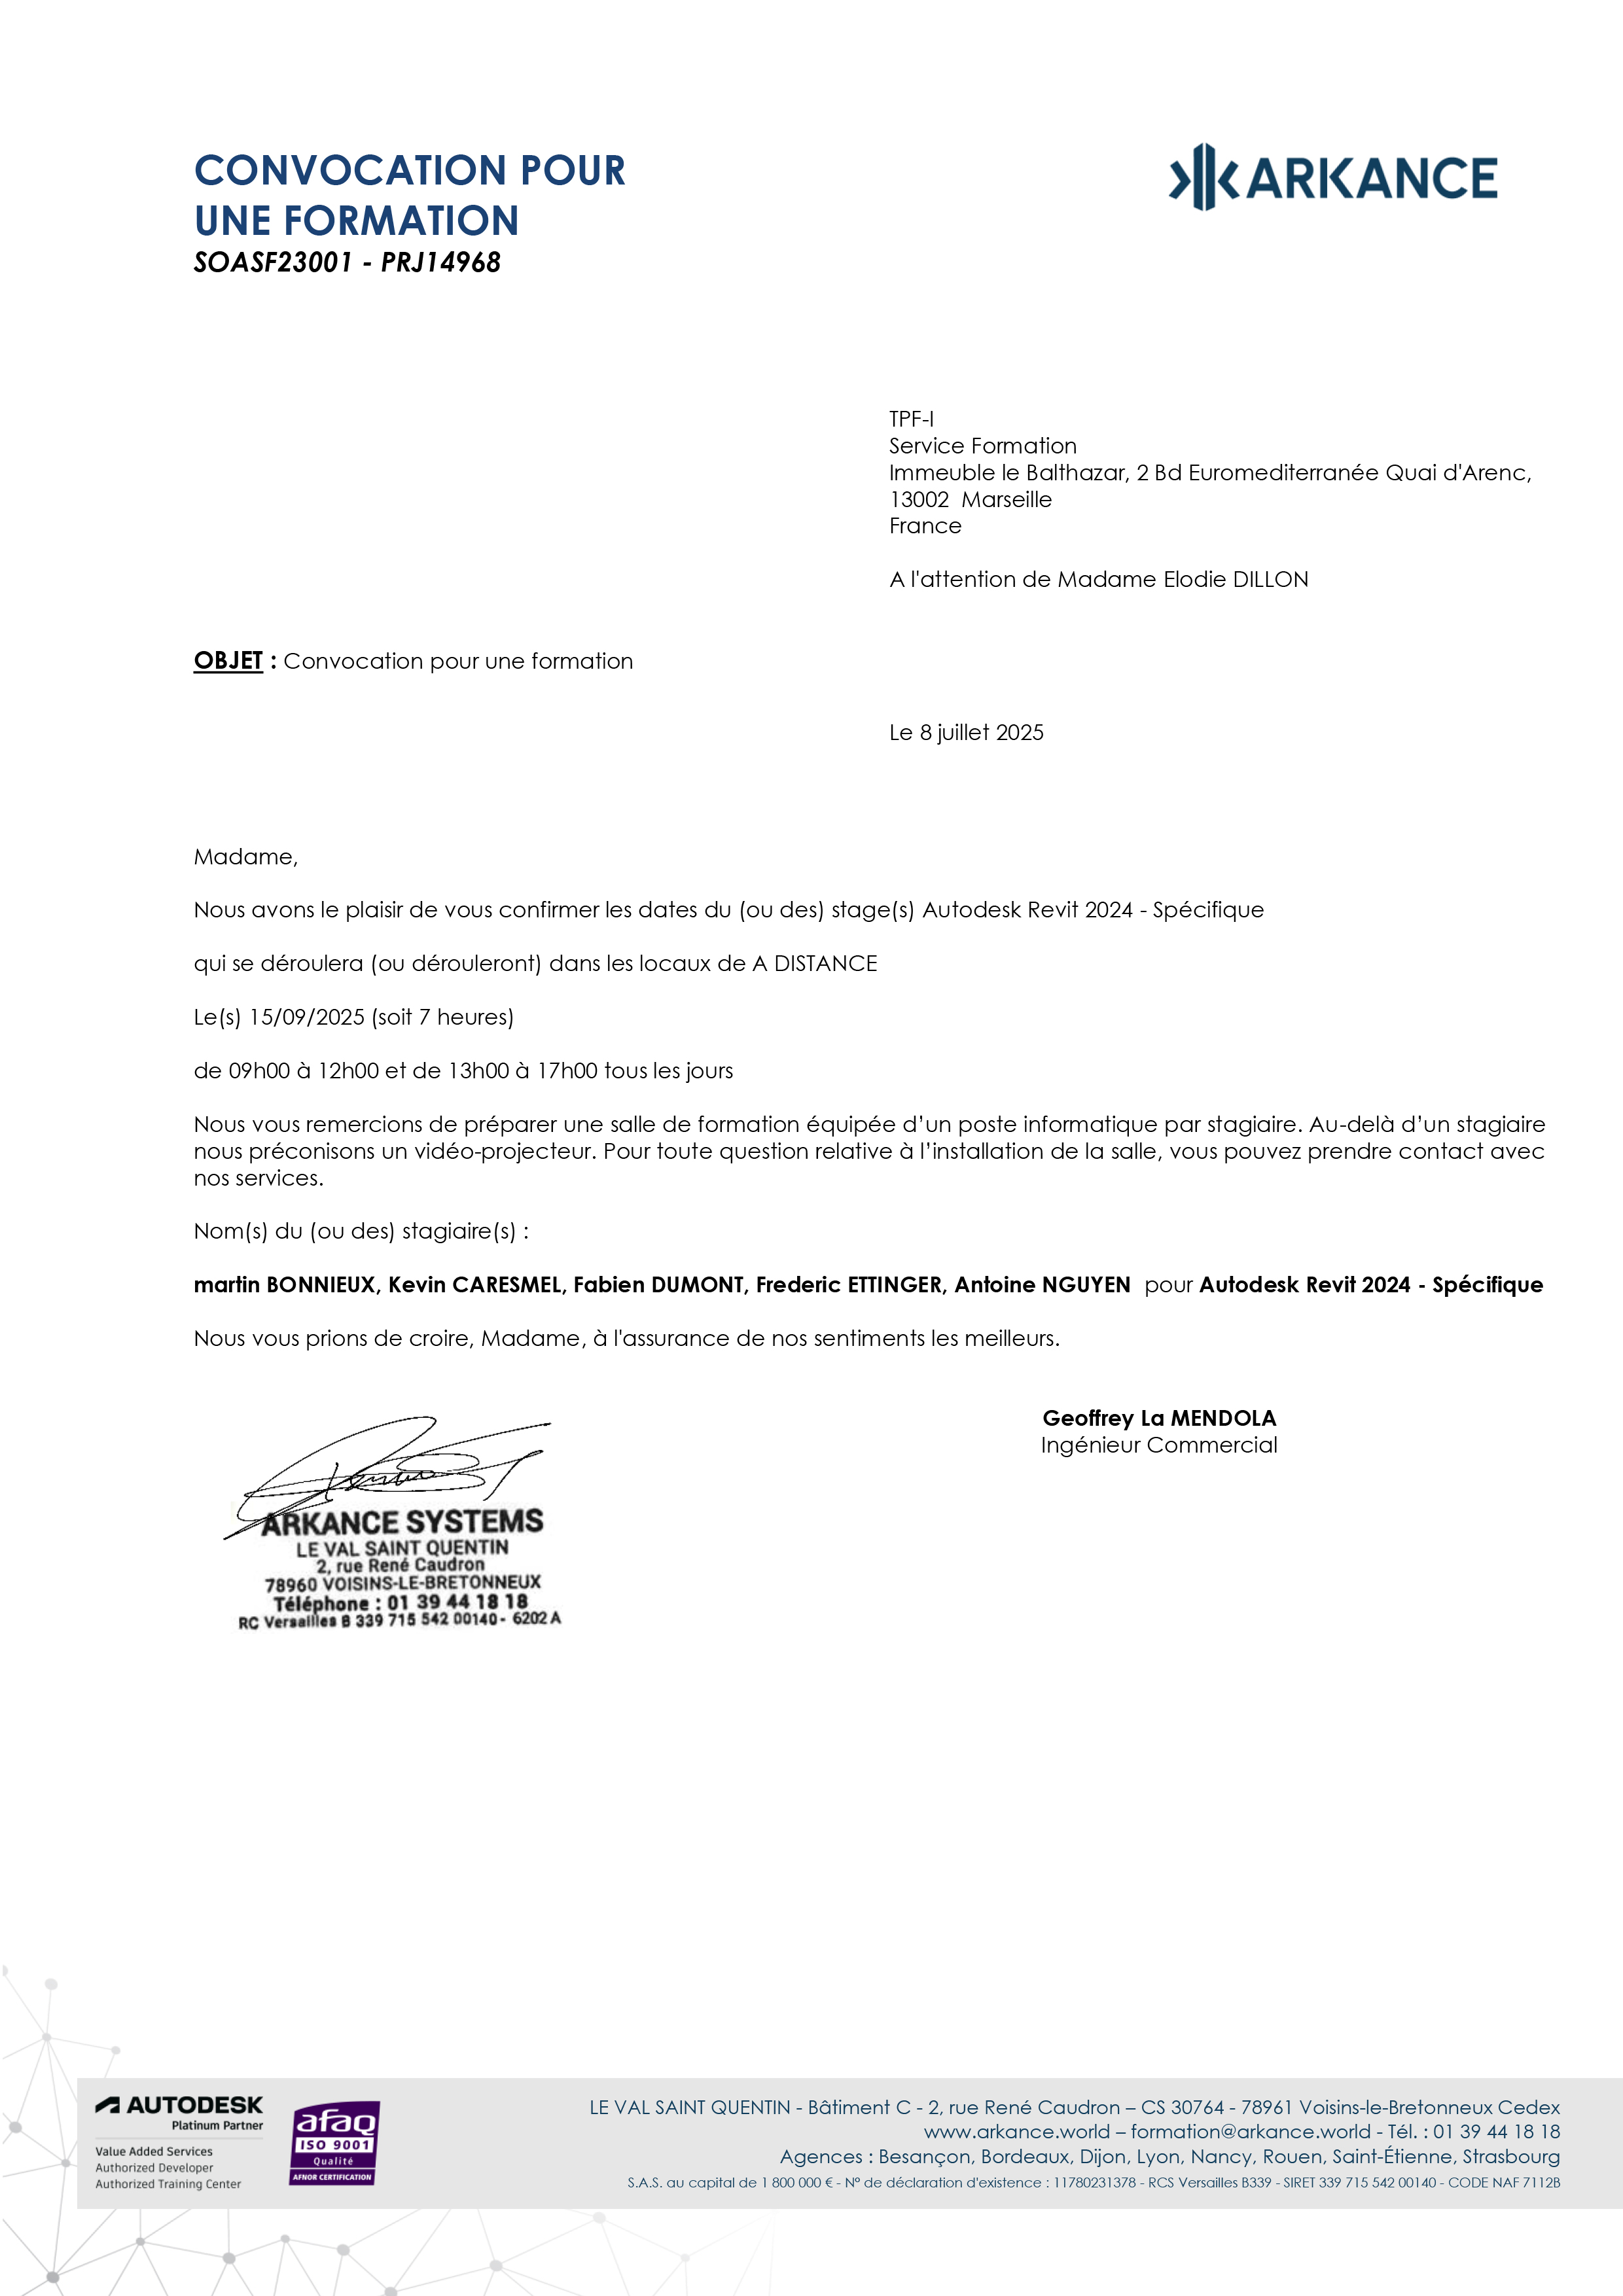 CONVOCATION POUR
UNE FORMATION
SOASF23001 - PRJ14968
ARKANCE
TPF-I
Service Formation
Immeuble le Balthazar, 2 Bd Euromediterranée Quai d'Arenc,
13002  Marseille
France
A l'attention de Madame Elodie DILLON
OBJET : Convocation pour une formation
Le 8 juillet 2025
Madame,
Nous avons le plaisir de vous confirmer les dates du (ou des) stage(s) Autodesk Revit 2024 - Spécifique
qui se déroulera (ou dérouleront) dans les locaux de A DISTANCE
Le(s) 15/09/2025 (soit 7 heures)
de 09h00 à 12h00 et de 13h00 à 17h00 tous les jours
Nous vous remercions de préparer une salle de formation équipée d’un poste informatique par stagiaire. Au-delà d’un stagiaire
nous préconisons un vidéo-projecteur. Pour toute question relative à l’installation de la salle, vous pouvez prendre contact avec
nos services.
Nom(s) du (ou des) stagiaire(s) :
martin BONNIEUX, Kevin CARESMEL, Fabien DUMONT, Frederic ETTINGER, Antoine NGUYEN  pour Autodesk Revit 2024 - Spécifique
Nous vous prions de croire, Madame, à l'assurance de nos sentiments les meilleurs.
Geoffrey La MENDOLA
Ingénieur Commercial
ARKANCE SYSTEMS
LE VAL SAINT QUENTIN
2, rue René Caudron
78960 VOISINS-LE-BRETONNEUX
Téléphone : 01 39 44 18 18
RC Versailles B 339 715 542 00140 - 6202 A
AUTODESK
Platinum Partner
Value Added Services
Authorized Developer
Authorized Training Center
afaq
ISO 9001
Qualité
AFNOR CERTIFICATION
LE VAL SAINT QUENTIN - Bâtiment C - 2, rue René Caudron – CS 30764 - 78961 Voisins-le-Bretonneux Cedex
www.arkance.world – formation@arkance.world - Tél. : 01 39 44 18 18
Agences : Besançon, Bordeaux, Dijon, Lyon, Nancy, Rouen, Saint-Étienne, Strasbourg
S.A.S. au capital de 1 800 000 € - N° de déclaration d'existence : 11780231378 - RCS Versailles B339 - SIRET 339 715 542 00140 - CODE NAF 7112B